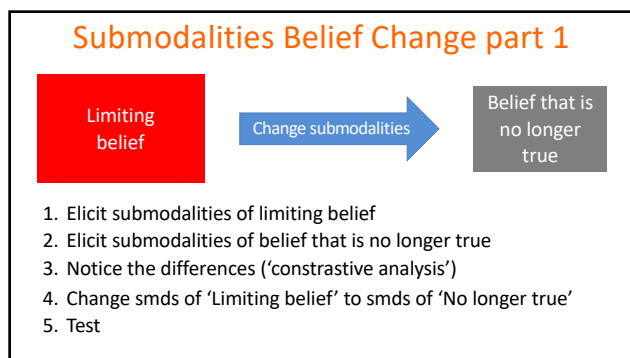 Submodalities Belief Change part 1
Limiting
belief
Change submodalities
Belief that is
no longer
true
1. Elicit submodalities of limiting belief
2. Elicit submodalities of belief that is no longer true
3. Notice the differences (‘constrastive analysis’)
4. Change smds of ‘Limiting belief’ to smds of ‘No longer true’
5. Test